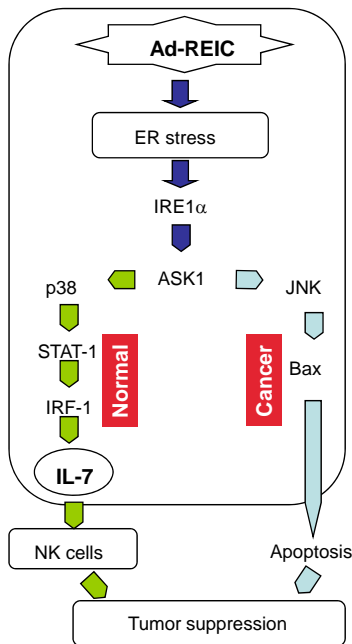 Ad-REIC
ER stress
IRE1α
ASK1
p38
JNK
STAT-1
Normal
Cancer
Bax
IRF-1
IL-7
NK cells
Apoptosis
Tumor suppression